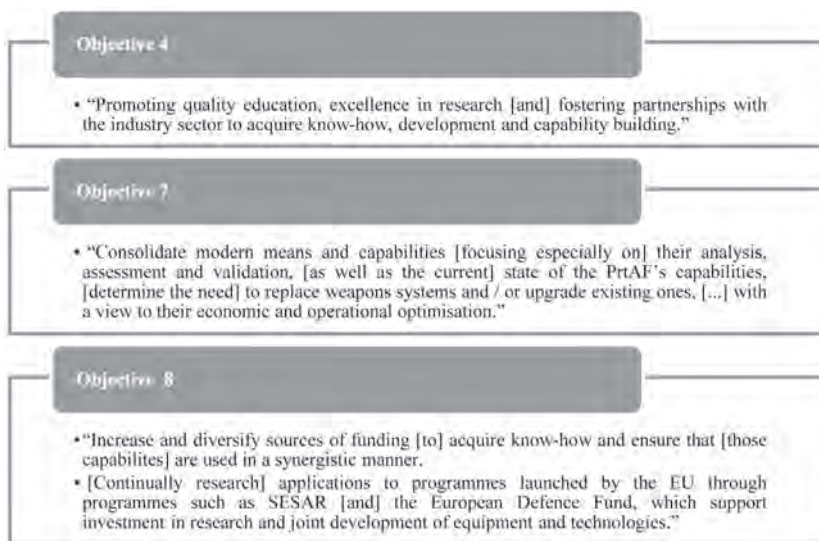 Objective 4
• “Promoting quality education, excellence in research [and] fostering partnerships with
the industry sector to acquire know-how, development and capability building.”
Objective 7
• “Consolidate modern means and capabilities [focusing especially on] their analysis,
assessment and validation, [as well as the current] state of the PrtAF’s capabilities,
[determine the need] to replace weapons systems and / or upgrade existing ones, [...] with
a view to their economic and operational optimisation.”
Objective 8
• “Increase and diversify sources of funding [to] acquire know-how and ensure that [those
capabilites] are used in a synergistic manner.
• [Continually research] applications to programmes launched by the EU through
programmes such as SESAR [and] the European Defence Fund, which support
investment in research and joint development of equipment and technologies.”